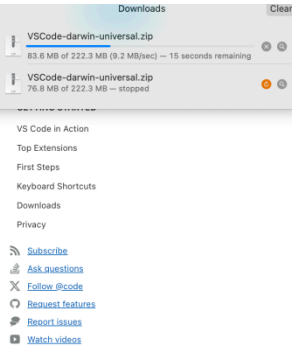 Downloads
Clear
VSCode-darwin-universal.zip
83.6 MB of 222.3 MB (9.2 MB/sec) — 15 seconds remaining
VSCode-darwin-universal.zip
76.8 MB of 222.3 MB — stopped
GETTING STARTED
VS Code in Action
Top Extensions
First Steps
Keyboard Shortcuts
Downloads
Privacy
Subscribe
Ask questions
Follow @code
Request features
Report issues
Watch videos